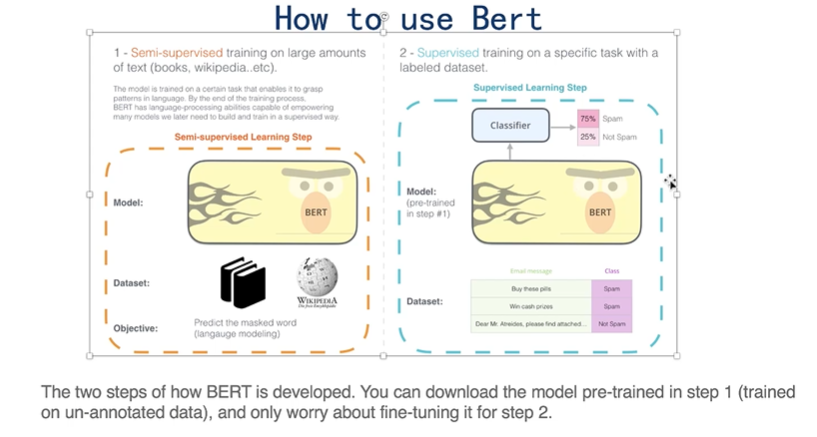 How to use Bert
1 - Semi-supervised training on large amounts
of text (books, wikipedia..etc).
The model is trained on a certain task that enables it to grasp
patterns in language. By the end of the training process,
BERT has language-processing abilities capable of empowering
many models we later need to build and train in a supervised way.
Semi-supervised Learning Step
Model:
BERT
Dataset:
WIKIPEDIA
The Free Encyclopedia
Objective:
Predict the masked word
(langauge modeling)
2 - Supervised training on a specific task with a
labeled dataset.
Supervised Learning Step
Classifier
75% Spam
25% Not Spam
Model:
(pre-trained
in step #1)
BERT
Dataset:
Email message Class
Buy these pills Spam
Win cash prizes Spam
Dear Mr. Atreides, please find attached... Not Spam
The two steps of how BERT is developed. You can download the model pre-trained in step 1 (trained
on un-annotated data), and only worry about fine-tuning it for step 2.